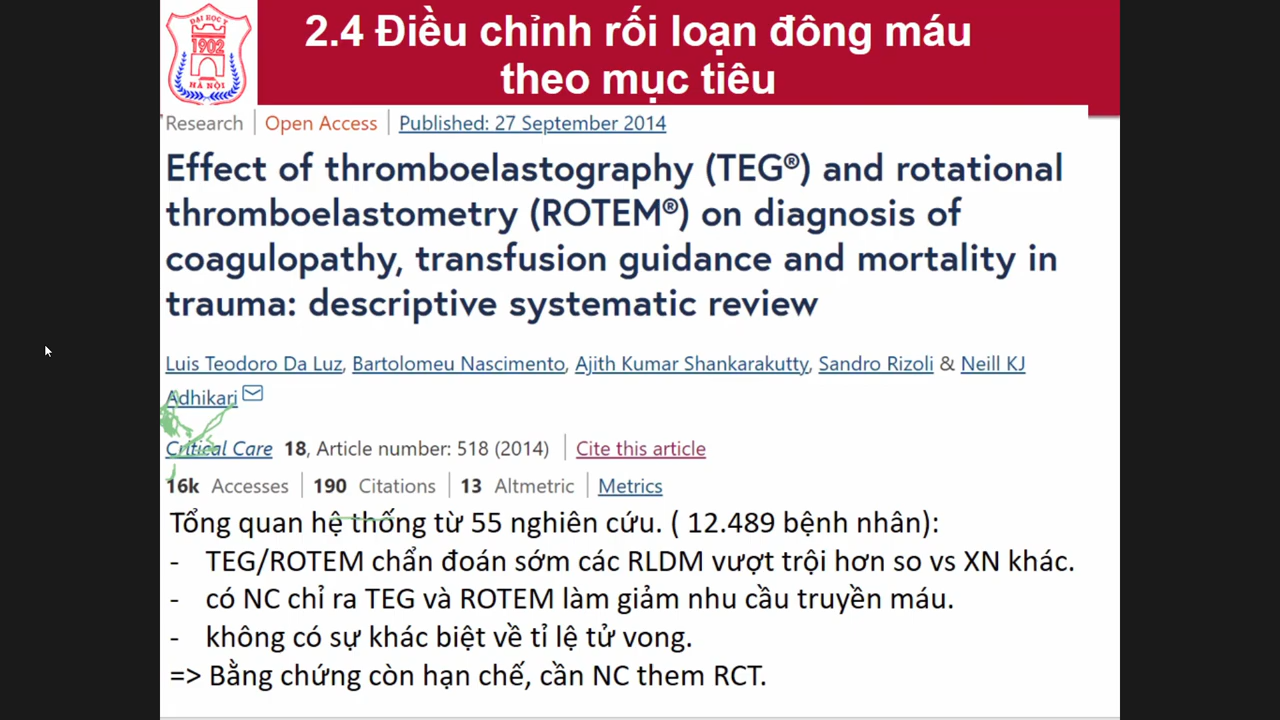 ĐẠI HỌC Y
1902
HÀ NỘI
2.4 Điều chỉnh rối loạn đông máu
theo mục tiêu
Research | Open Access | Published: 27 September 2014
Effect of thromboelastography (TEG®) and rotational
thromboelastometry (ROTEM®) on diagnosis of
coagulopathy, transfusion guidance and mortality in
trauma: descriptive systematic review
Luis Teodoro Da Luz, Bartolomeu Nascimento, Ajith Kumar Shankarakutty, Sandro Rizoli & Neill KJ
Adhikari
Critical Care 18, Article number: 518 (2014) | Cite this article
16k Accesses | 190 Citations | 13 Altmetric | Metrics
Tổng quan hệ thống từ 55 nghiên cứu. ( 12.489 bệnh nhân):
- TEG/ROTEM chẩn đoán sớm các RLDM vượt trội hơn so vs XN khác.
- có NC chỉ ra TEG và ROTEM làm giảm nhu cầu truyền máu.
- không có sự khác biệt về tỉ lệ tử vong.
=> Bằng chứng còn hạn chế, cần NC them RCT.